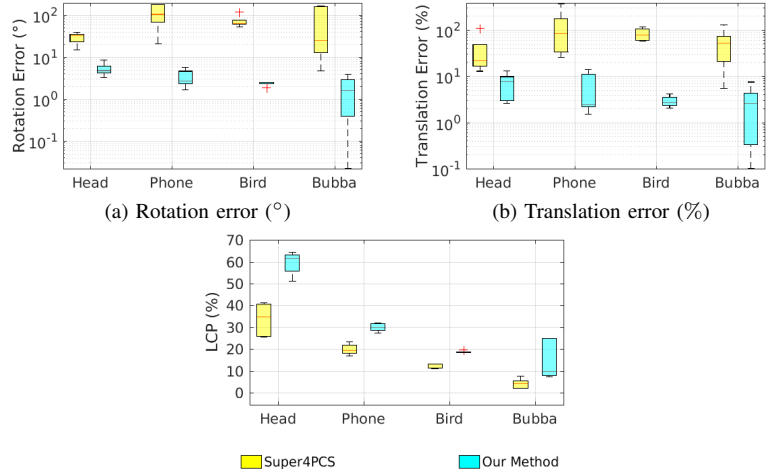 Rotation Error (°)
10²
10¹
10⁰
10⁻¹
Head Phone Bird Bubba
(a) Rotation error (°)
Translation Error (%)
10²
10¹
10⁰
10⁻¹
Head Phone Bird Bubba
(b) Translation error (%)
LCP (%)
70
60
50
40
30
20
10
0
Head Phone Bird Bubba
Super4PCS Our Method